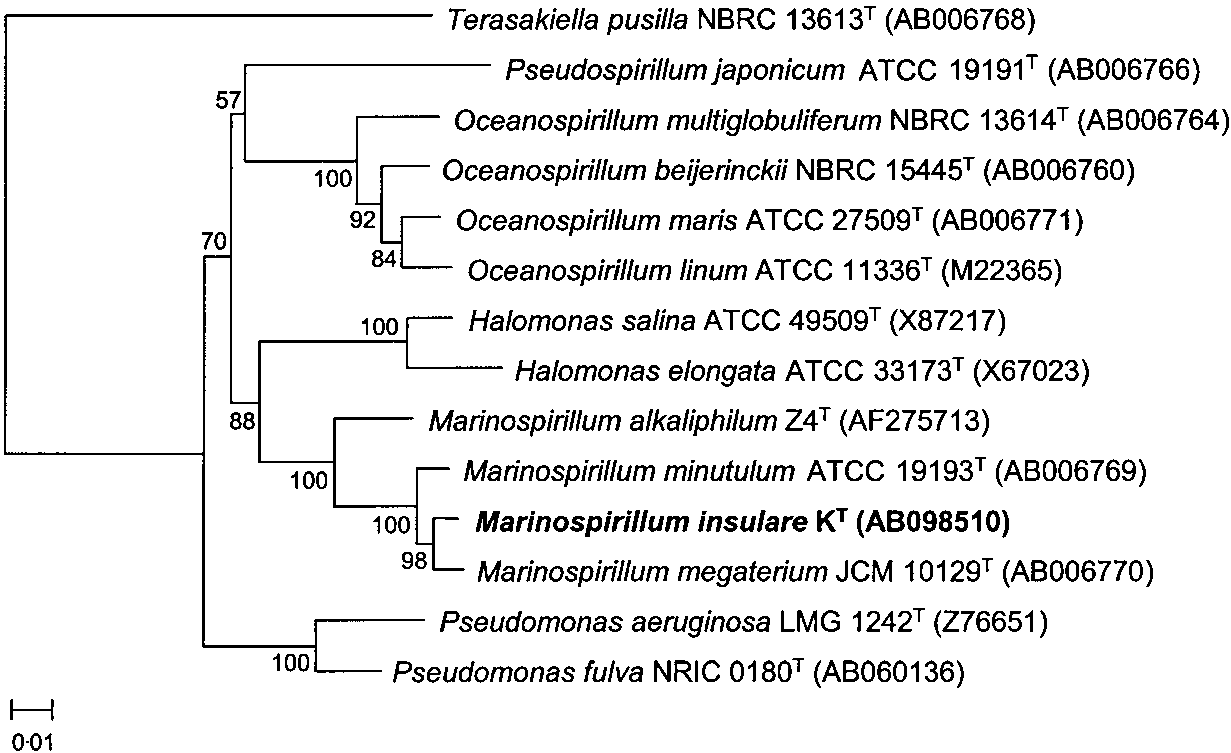 Terasakiella pusilla NBRC 13613ᵀ (AB006768)
Pseudospirillum japonicum ATCC 19191ᵀ (AB006766)
57
Oceanospirillum multiglobuliferum NBRC 13614ᵀ (AB006764)
Oceanospirillum beijerinckii NBRC 15445ᵀ (AB006760)
100
Oceanospirillum maris ATCC 27509ᵀ (AB006771)
92
70
84
Oceanospirillum linum ATCC 11336ᵀ (M22365)
Halomonas salina ATCC 49509ᵀ (X87217)
100
Halomonas elongata ATCC 33173ᵀ (X67023)
88
Marinospirillum alkaliphilum Z4ᵀ (AF275713)
Marinospirillum minutulum ATCC 19193ᵀ (AB006769)
100
Marinospirillum insulare Kᵀ (AB098510)
100
98
Marinospirillum megaterium JCM 10129ᵀ (AB006770)
Pseudomonas aeruginosa LMG 1242ᵀ (Z76651)
100
Pseudomonas fulva NRIC 0180ᵀ (AB060136)
0·01